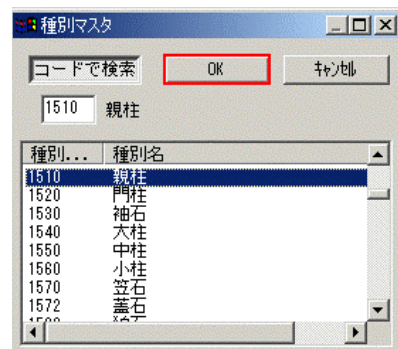 種別マスタ
コードで検索 OK キャンセル
1510 親柱
種別... 種別名
1510 親柱
1520 門柱
1530 袖石
1540 大柱
1550 中柱
1560 小柱
1570 笠石
1572 蓋石